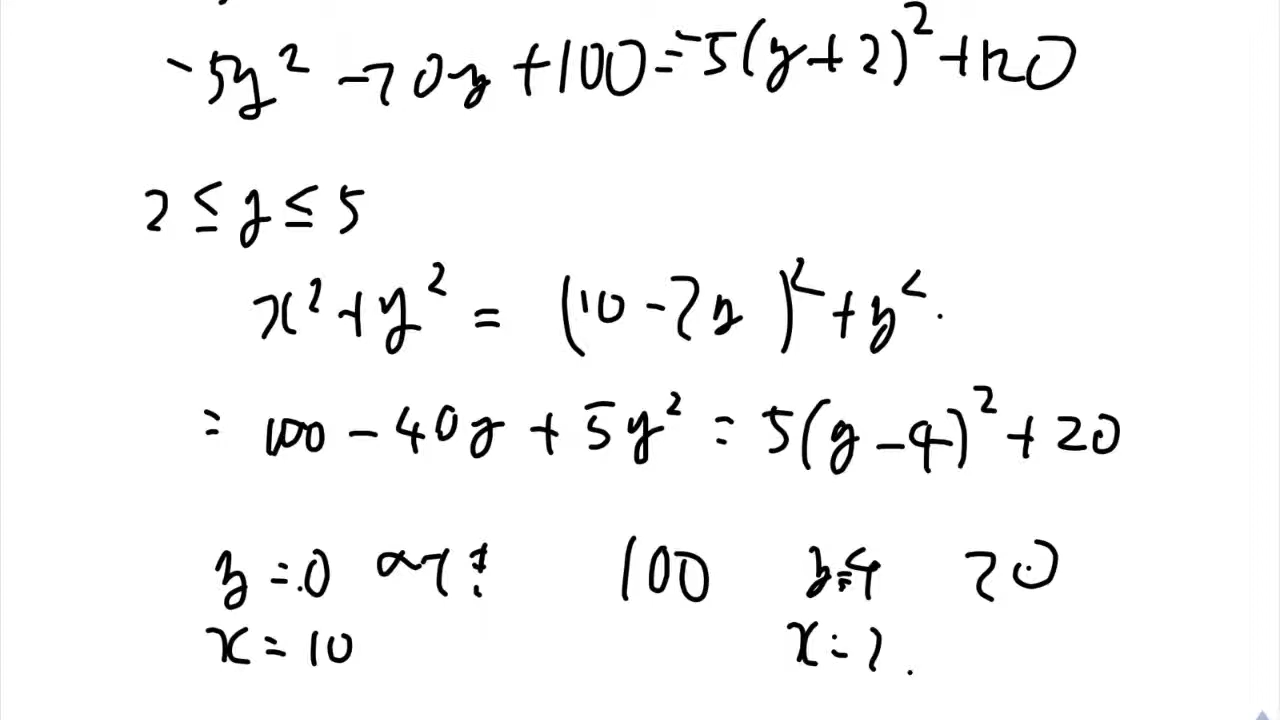 -5y² -20y +100 = -5(y+2)² +120
2 ≤ y ≤ 5
x² + y² = (10 - 2y)² + y².
= 100 - 40y + 5y² = 5(y-4)² + 20
y = 0 100 y=4 20
x = 10 x = 2.